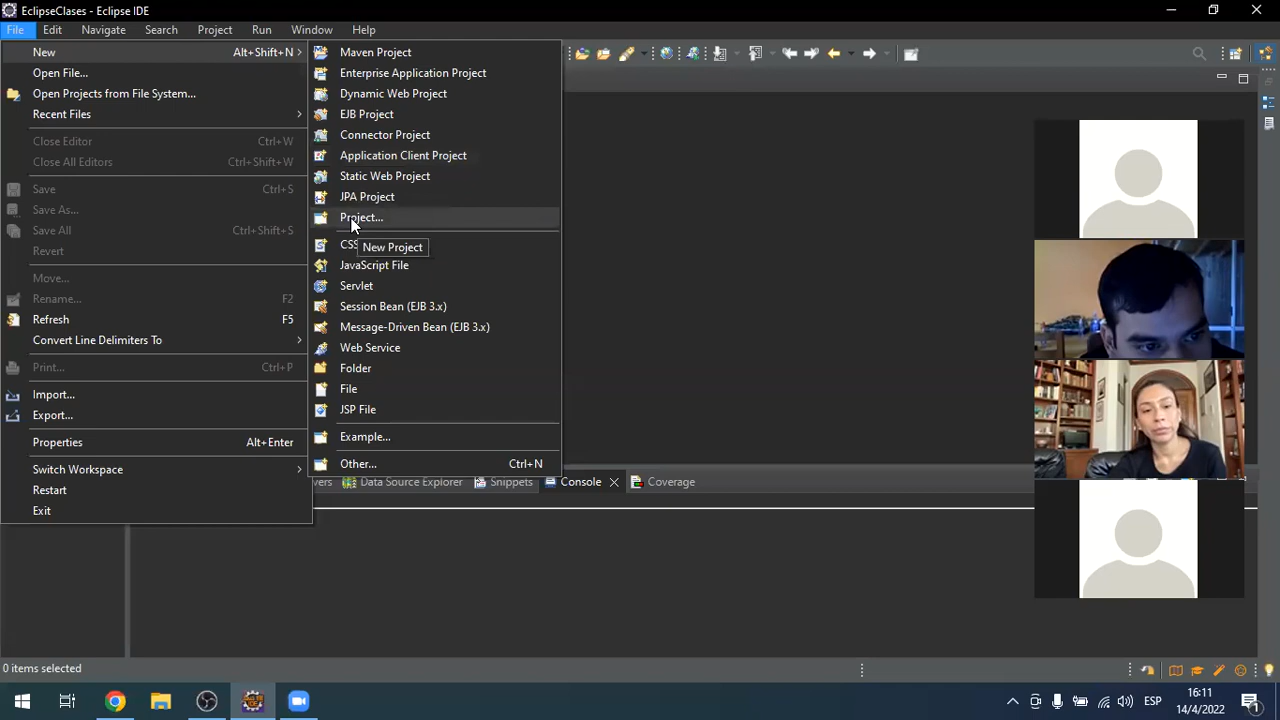 EclipseClases - Eclipse IDE
File Edit Navigate Search Project Run Window Help
New Alt+Shift+N
Open File...
Open Projects from File System...
Recent Files
Close Editor Ctrl+W
Close All Editors Ctrl+Shift+W
Save Ctrl+S
Save As...
Save All Ctrl+Shift+S
Revert
Move...
Rename... F2
Refresh F5
Convert Line Delimiters To
Print... Ctrl+P
Import...
Export...
Properties Alt+Enter
Switch Workspace
Restart
Exit
Maven Project
Enterprise Application Project
Dynamic Web Project
EJB Project
Connector Project
Application Client Project
Static Web Project
JPA Project
Project...
CSS
New Project
JavaScript File
Servlet
Session Bean (EJB 3.x)
Message-Driven Bean (EJB 3.x)
Web Service
Folder
File
JSP File
Example...
Other... Ctrl+N
vers Data Source Explorer Snippets Console Coverage
0 items selected
ESP
16:11
14/4/2022
1